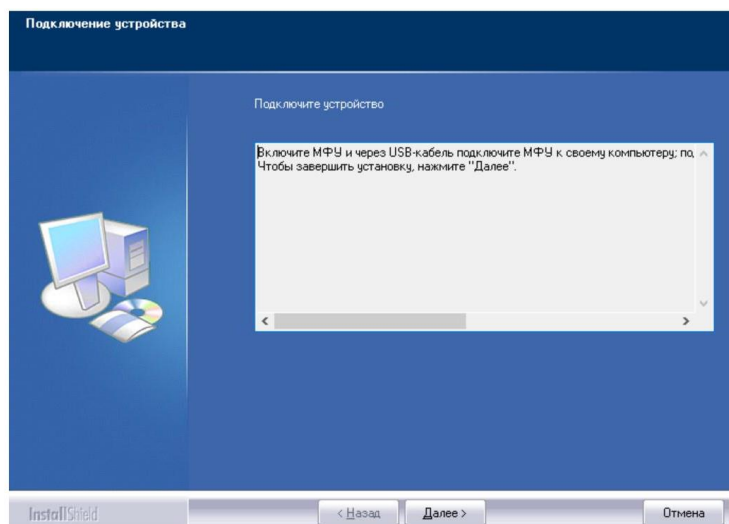 Подключение устройства
Подключите устройство
Включите МФУ и через USB-кабель подключите МФУ к своему компьютеру; по
Чтобы завершить установку, нажмите "Далее".
InstallShield
< Назад
Далее >
Отмена